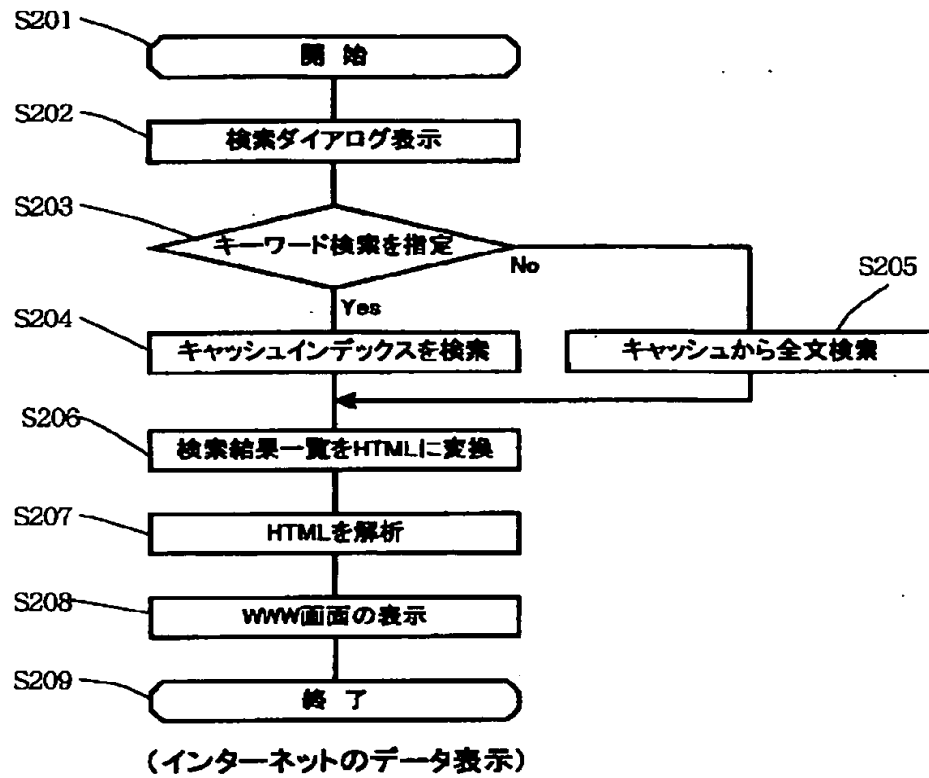 S201
開 始
S202
検索ダイアログ表示
S203
キーワード検索を指定
No
Yes
S204
キャッシュインデックスを検索
S205
キャッシュから全文検索
S206
検索結果一覧をHTMLに変換
S207
HTMLを解析
S208
WWW画面の表示
S209
終 了
(インターネットのデータ表示)